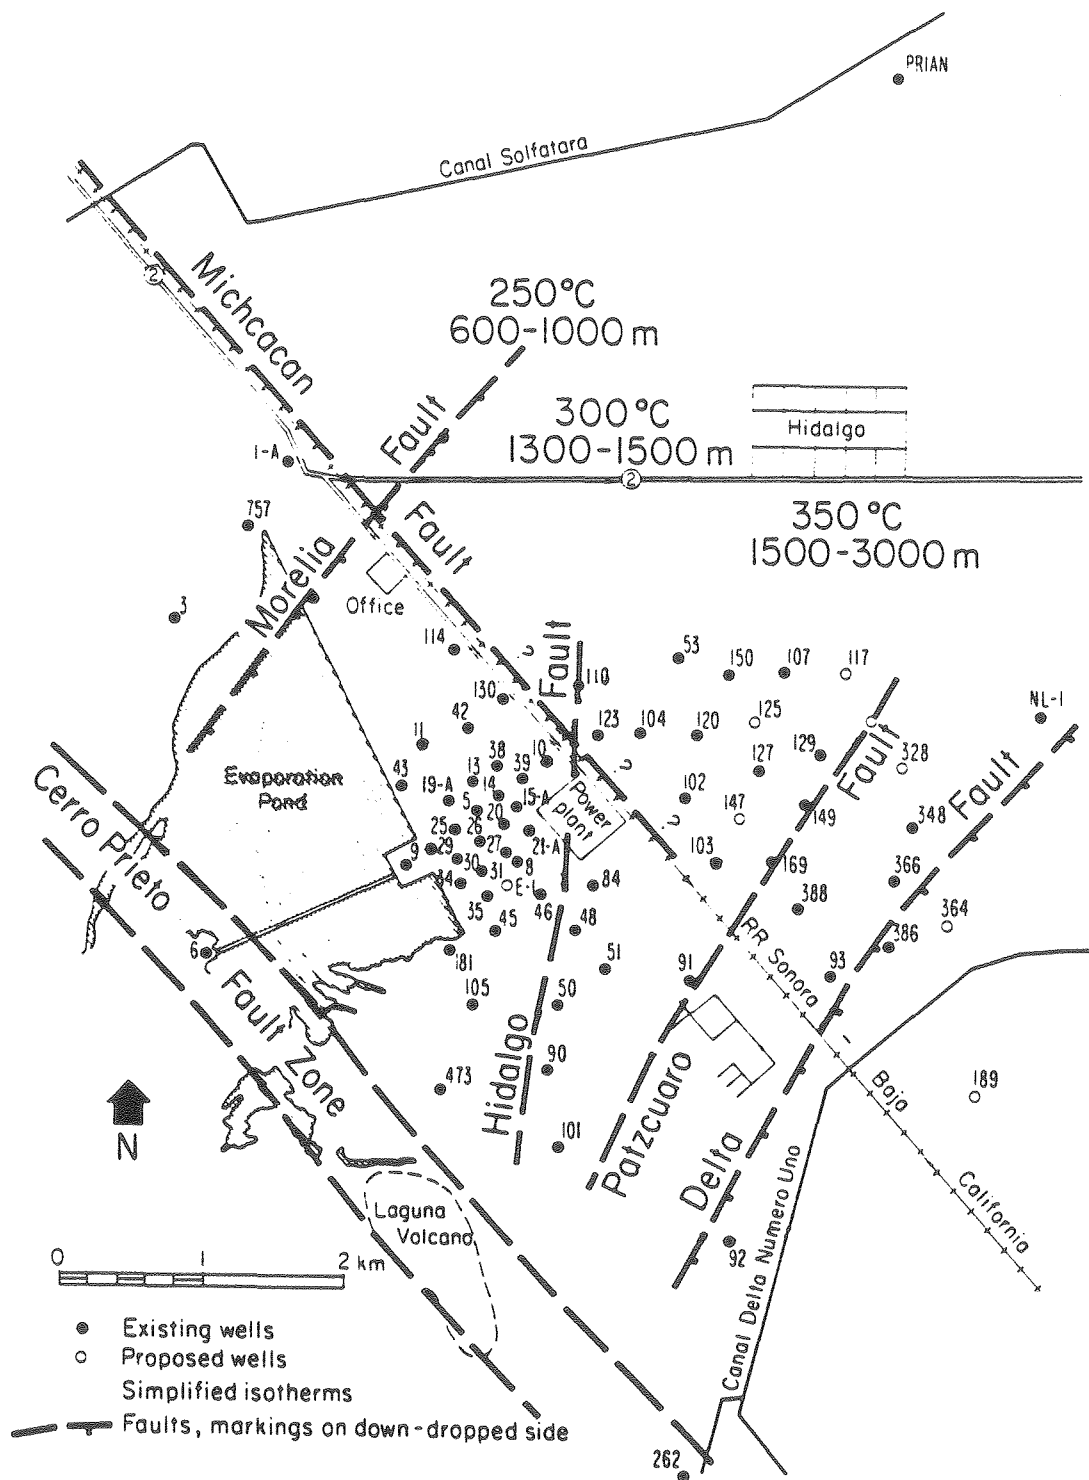 PRIAN
Canal Solfatara
2
Michcacan
Fault
250°C
600-1000 m
300°C
1300-1500 m
Hidalgo
2
350°C
1500-3000 m
1-A
757
3
Morelia
Fault
Office
114
130
42
11
43
38
10
39
13
14
19-A
15-A
5
20
25
26
27
21-A
29
9
30
31
8
E-1
34
35
45
46
48
84
Power
plant
Fault
110
?
?
?
53
150
107
117
NL-1
123
104
120
125
127
129
328
102
147
149
348
103
169
366
388
364
386
93
Fault
Fault
Evaporation
Pond
Cerro Prieto
Fault Zone
6
181
105
51
50
91
90
473
101
Hidalgo
Patzcuaro
Delta
RR Sonora
Baja
California
189
N
Laguna
Volcano
92
Canal Delta Numero Uno
262
0 1 2 km
Existing wells
Proposed wells
Simplified isotherms
Faults, markings on down-dropped side